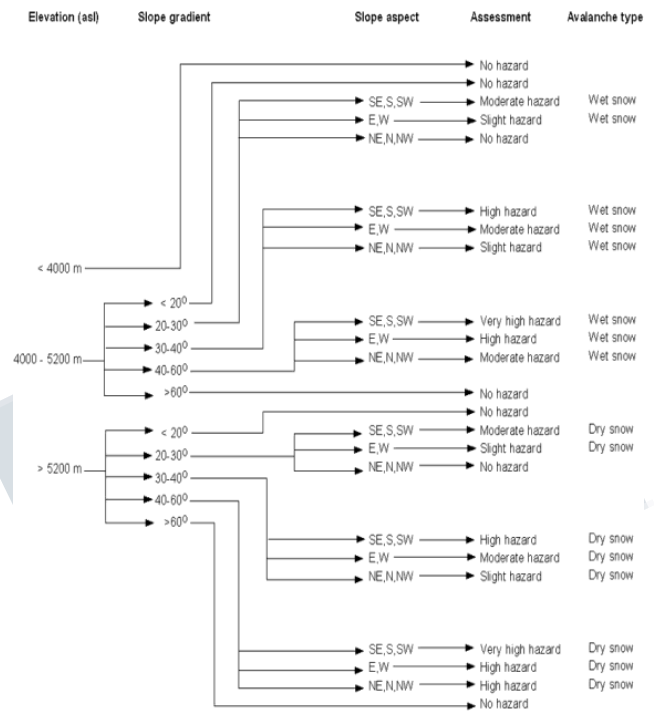 Elevation (asl) Slope gradient Slope aspect Assessment Avalanche type
No hazard
No hazard
SE,S,SW Moderate hazard Wet snow
E,W Slight hazard Wet snow
NE,N,NW No hazard
SE,S,SW High hazard Wet snow
E,W Moderate hazard Wet snow
NE,N,NW Slight hazard Wet snow
< 4000 m
< 20⁰
SE,S,SW Very high hazard Wet snow
20-30⁰
E,W High hazard Wet snow
30-40⁰
4000 - 5200 m NE,N,NW Moderate hazard Wet snow
40-60⁰
>60⁰ No hazard
No hazard
< 20⁰ SE,S,SW Moderate hazard Dry snow
E,W Slight hazard Dry snow
20-30⁰
> 5200 m NE,N,NW No hazard
30-40⁰
40-60⁰
>60⁰
SE,S,SW High hazard Dry snow
E,W Moderate hazard Dry snow
NE,N,NW Slight hazard Dry snow
SE,S,SW Very high hazard Dry snow
E,W High hazard Dry snow
NE,N,NW High hazard Dry snow
No hazard